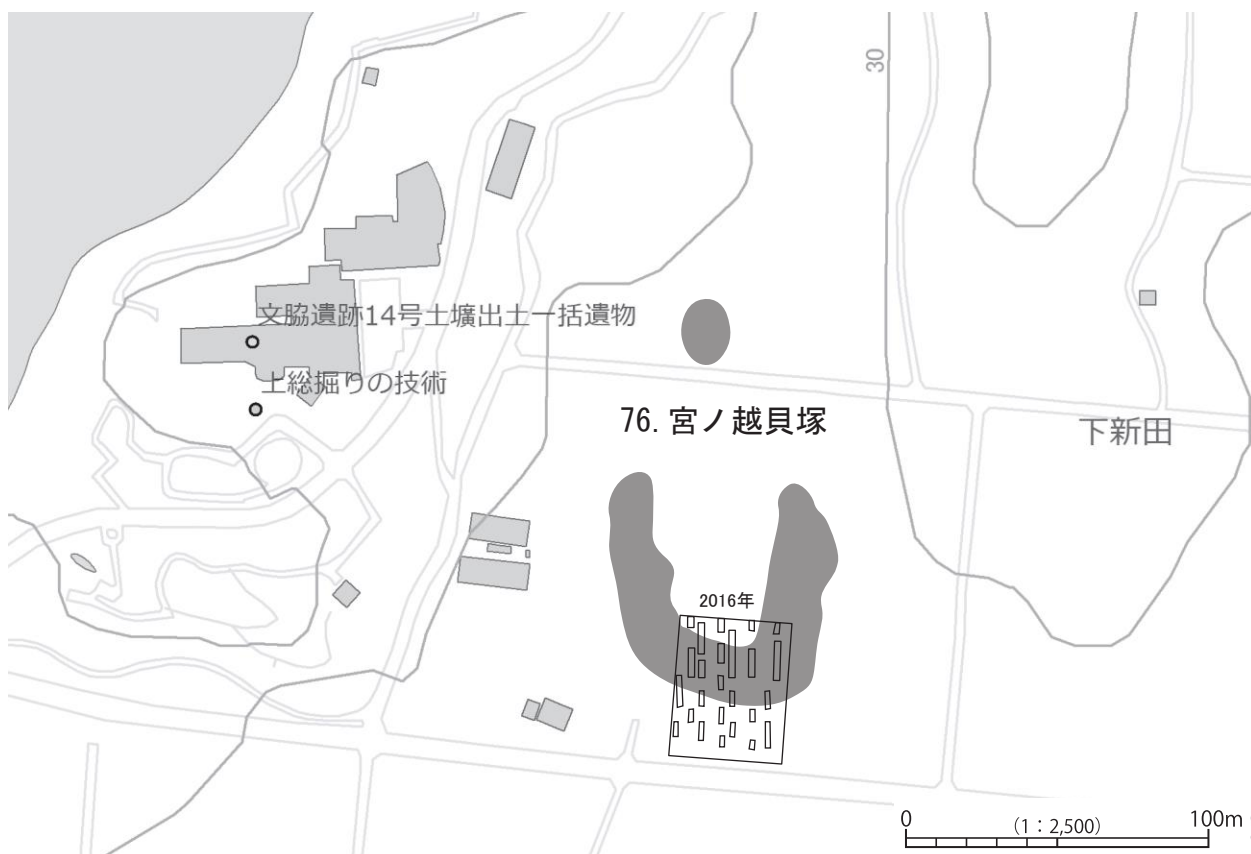 30
文脇遺跡14号土壙出土一括遺物
上総掘りの技術
76. 宮ノ越貝塚
下新田
2016年
0 (1：2,500) 100m